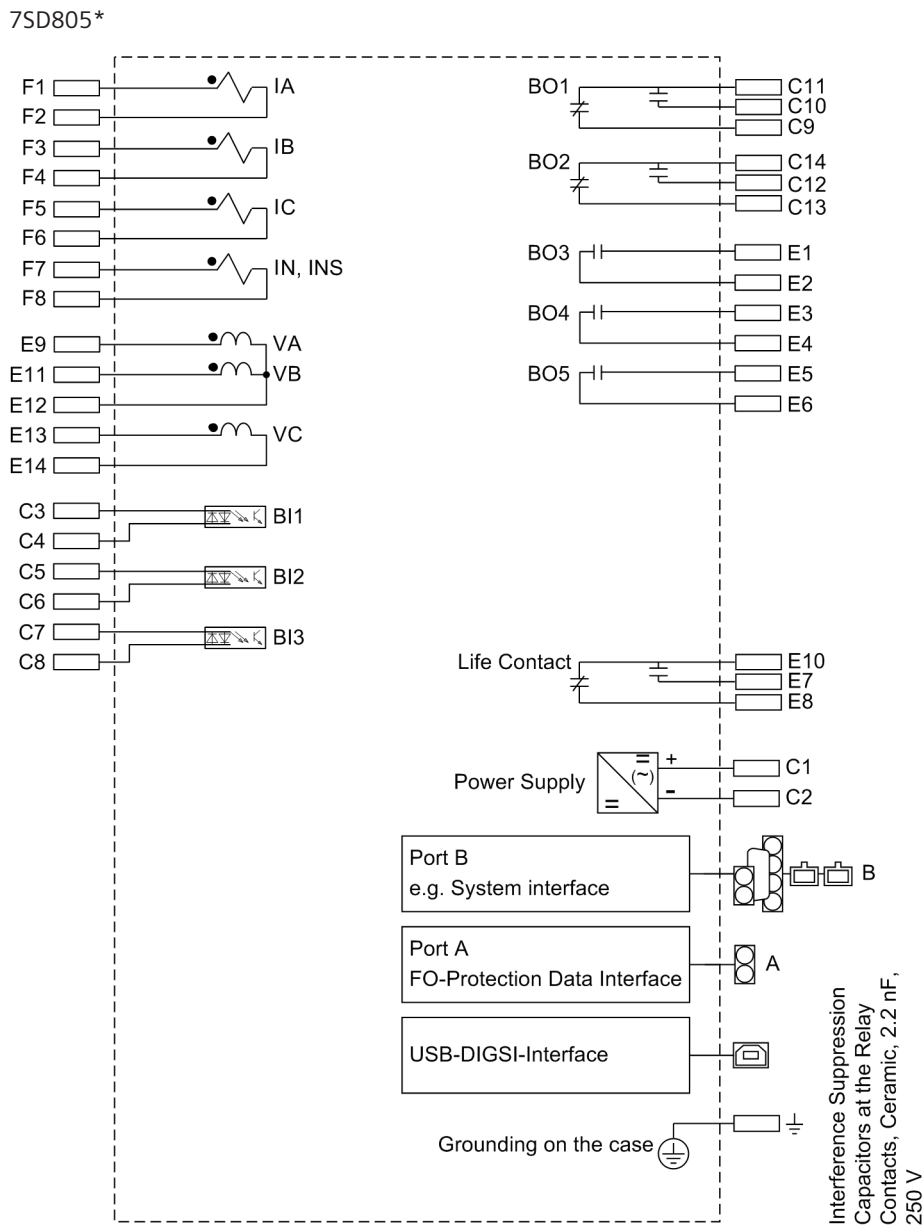 7SD805*
F1 IA
F2
F3 IB
F4
F5 IC
F6
F7 IN, INS
F8
E9 VA
E11 VB
E12
E13 VC
E14
C3 BI1
C4
C5 BI2
C6
C7 BI3
C8
BO1 C11
C10
C9
BO2 C14
C12
C13
BO3 E1
E2
BO4 E3
E4
BO5 E5
E6
Life Contact E10
E7
E8
Power Supply = (~) = + C1
- C2
Port B
e.g. System interface
B
Port A
FO-Protection Data Interface
A
USB-DIGSI-Interface
Grounding on the case
Interference Suppression
Capacitors at the Relay
Contacts, Ceramic, 2.2 nF,
250 V